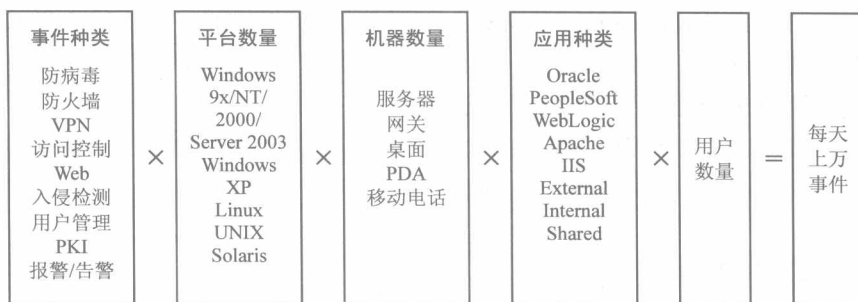 事件种类
防病毒
防火墙
VPN
访问控制
Web
入侵检测
用户管理
PKI
报警/告警
×
平台数量
Windows
9x/NT/
2000/
Server 2003
Windows
XP
Linux
UNIX
Solaris
×
机器数量
服务器
网关
桌面
PDA
移动电话
×
应用种类
Oracle
PeopleSoft
WebLogic
Apache
IIS
External
Internal
Shared
×
用户
数量
=
每天
上万
事件